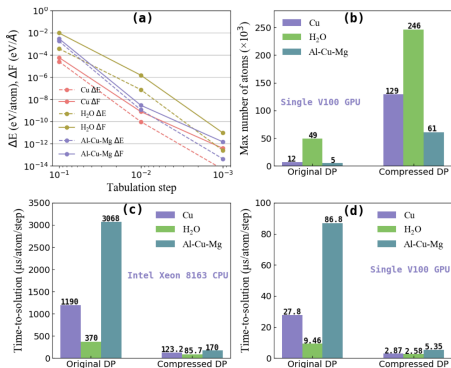 (a)
ΔE (eV/atom), ΔF (eV/Å)
10⁰
10⁻²
10⁻⁴
10⁻⁶
10⁻⁸
10⁻¹⁰
10⁻¹²
10⁻¹⁴
Cu ΔE
Cu ΔF
H₂O ΔE
H₂O ΔF
Al-Cu-Mg ΔE
Al-Cu-Mg ΔF
10⁻¹
10⁻²
10⁻³
Tabulation step
(b)
Max number of atoms (×10³)
250
200
150
100
50
0
Cu
H₂O
Al-Cu-Mg
Single V100 GPU
12
49
5
129
246
61
Original DP
Compressed DP
(c)
Time-to-solution (μs/atom/step)
3500
3000
2500
2000
1500
1000
500
0
Cu
H₂O
Al-Cu-Mg
Intel Xeon 8163 CPU
1190
370
3068
123.2
85.7
170
Original DP
Compressed DP
(d)
Time-to-solution (μs/atom/step)
100
80
60
40
20
0
Cu
H₂O
Al-Cu-Mg
Single V100 GPU
27.8
9.46
86.8
2.87
2.58
5.35
Original DP
Compressed DP